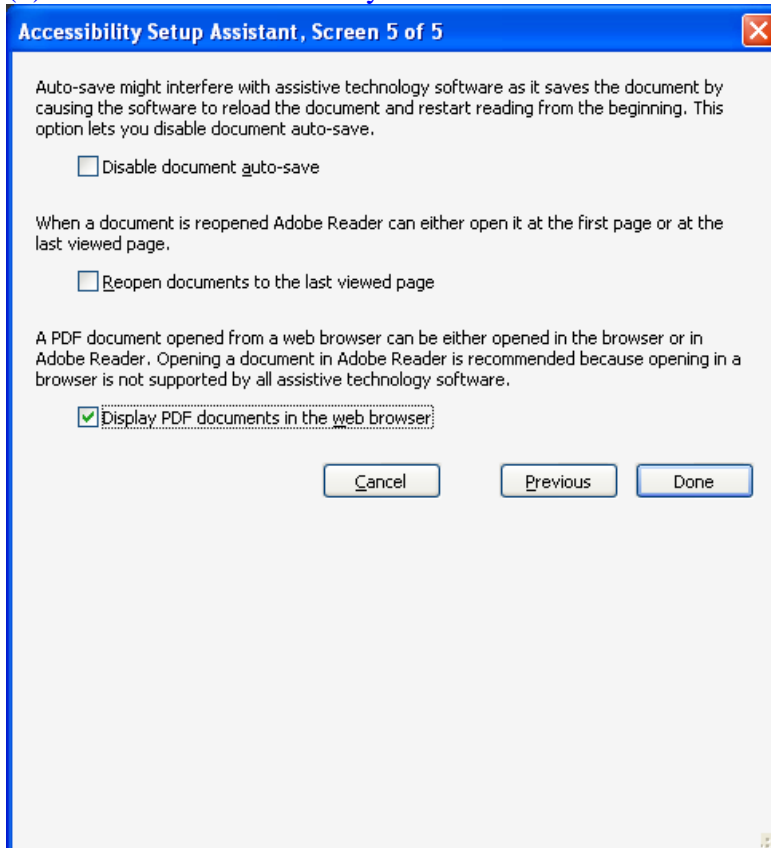 Accessibility Setup Assistant, Screen 5 of 5
Auto-save might interfere with assistive technology software as it saves the document by
causing the software to reload the document and restart reading from the beginning. This
option lets you disable document auto-save.
Disable document auto-save
When a document is reopened Adobe Reader can either open it at the first page or at the
last viewed page.
Reopen documents to the last viewed page
A PDF document opened from a web browser can be either opened in the browser or in
Adobe Reader. Opening a document in Adobe Reader is recommended because opening in a
browser is not supported by all assistive technology software.
Display PDF documents in the web browser
Cancel Previous Done